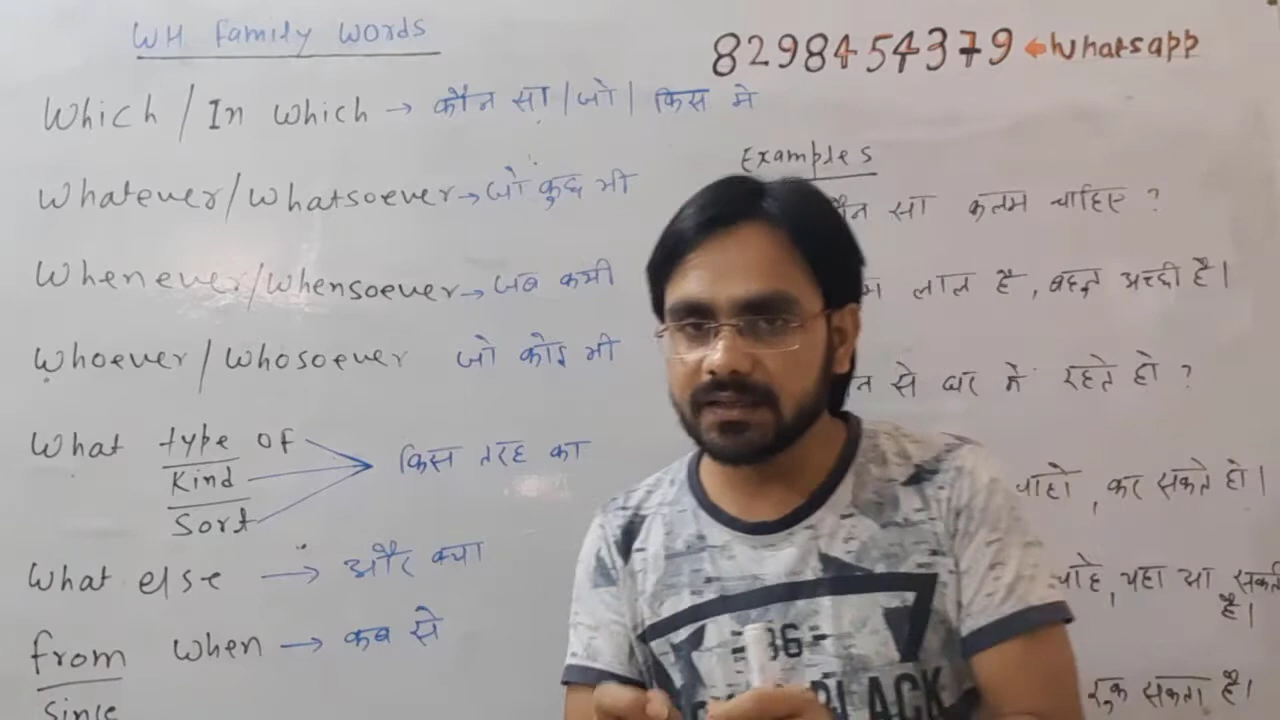 WH family words
8298454379 ←Whatsapp
Which / In which → कौन सा | जो | किस मे
Examples
Whatever/Whatsoever → जो कुछ भी
सा कलम चाहिए ?
Whenever/Whensoever → जब कभी
लाल है, बहुत अच्छी है।
Whoever / Whosoever जो कोइ भी
से घर में रहते हो ?
What type of
Kind
Sort
किस तरह का
चाहो , कर सकते हो।
What else → और क्या
चाहे, यहा आ सकते
है।
from when → कब से
Since
रुक सकता है।
86
BLACK